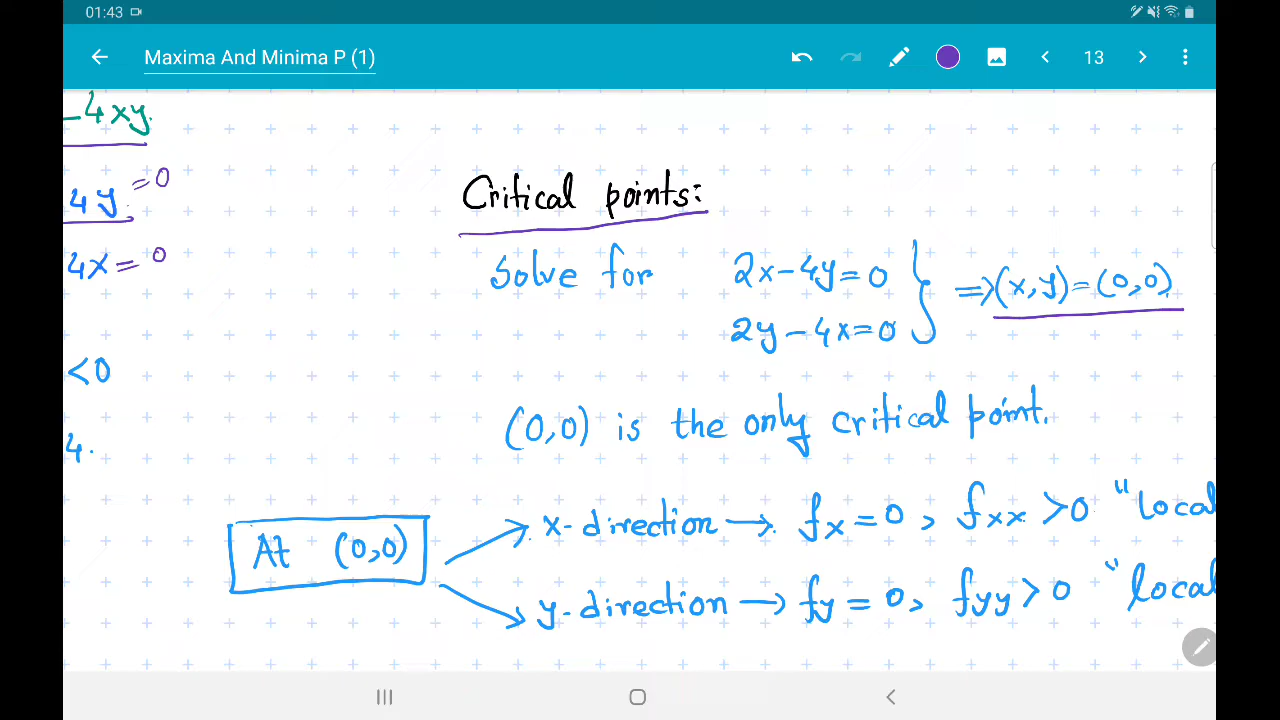 01:43
Maxima And Minima P (1)
13
-4xy.
4y = 0
4x = 0
<0
4.
Critical points:
Solve for 2x-4y=0
2y-4x=0
⇒(x,y)=(0,0)
(0,0) is the only critical point.
At (0,0)
x-direction → fx=0, fxx >0 "local
y-direction → fy = 0, fyy > 0 "local